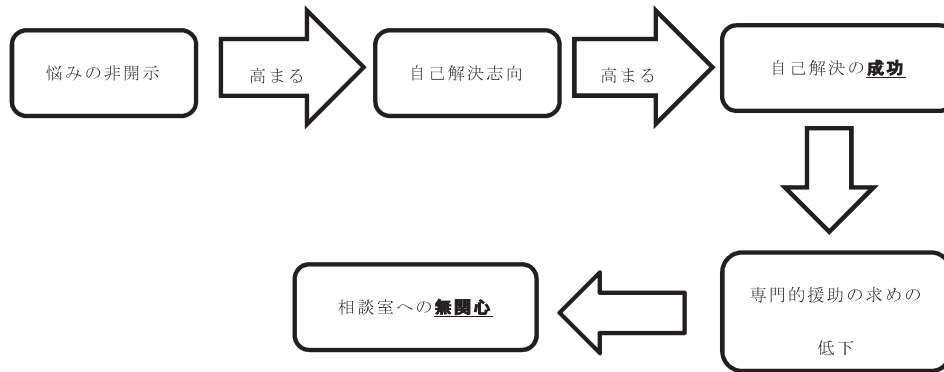 悩みの非開示
高まる
自己解決志向
高まる
自己解決の成功
専門的援助の求めの
低下
相談室への無関心